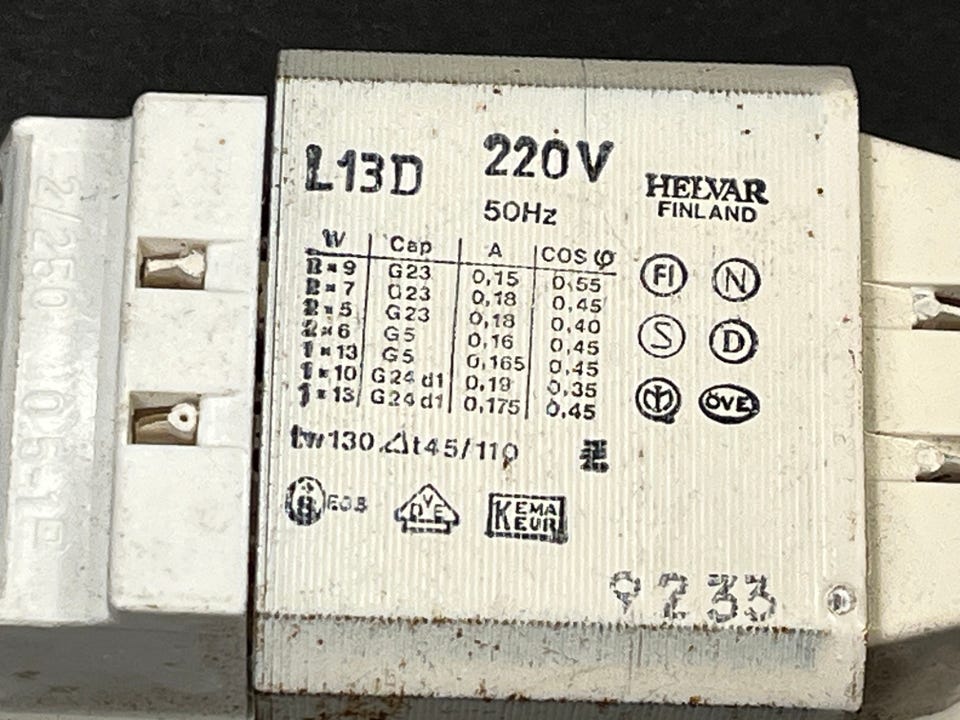 L13D 220V HELVAR
50Hz FINLAND
W Cap A COS φ
2×9 G23 0,15 0,55
2×7 G23 0,18 0,45
2×5 G23 0,18 0,40
2×6 G5 0,16 0,45
1×13 G5 0,165 0,45
1×10 G24 d1 0,19 0,35
1×13 G24 d1 0,175 0,45
FI N
S D
ÖVE
tw130 Δt45/110
VDE KEMA
KEUR
9233